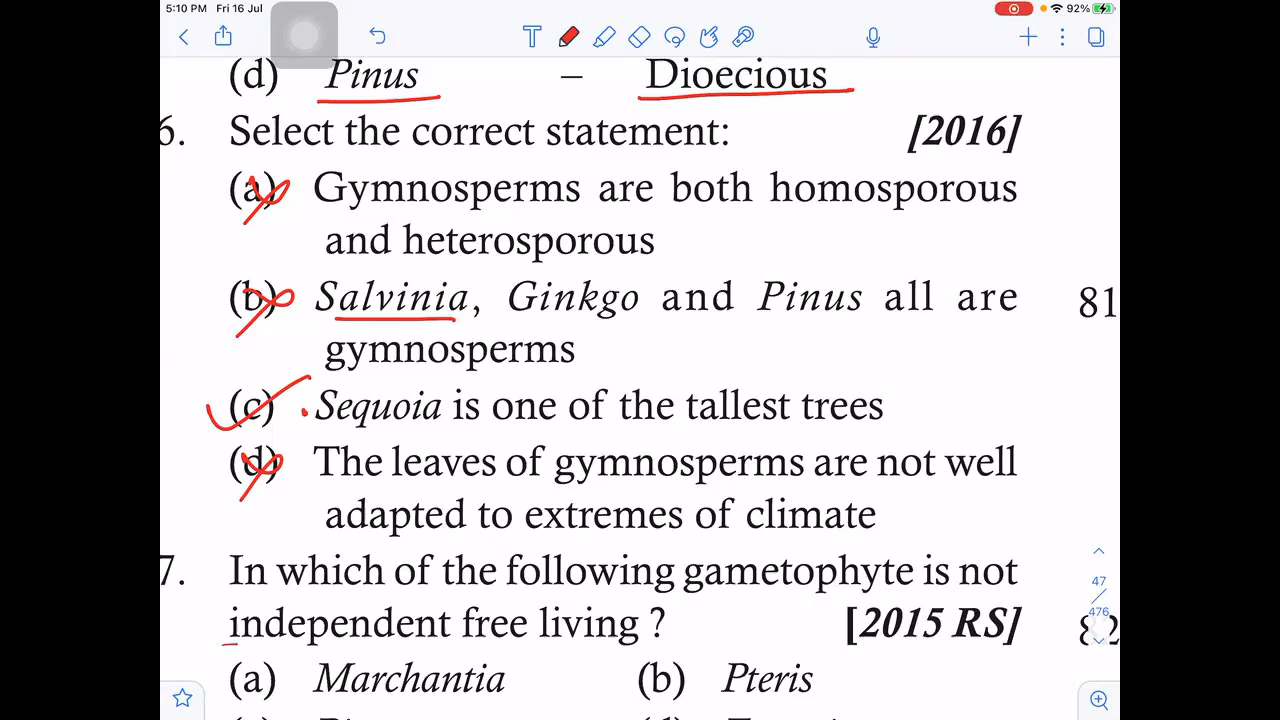 5:10 PM Fri 16 Jul 92%
(d) Pinus – Dioecious
6. Select the correct statement: [2016]
(a) Gymnosperms are both homosporous
and heterosporous
(b) Salvinia, Ginkgo and Pinus all are
gymnosperms
81
(c) Sequoia is one of the tallest trees
(d) The leaves of gymnosperms are not well
adapted to extremes of climate
7. In which of the following gametophyte is not
independent free living ? [2015 RS]
47
476
82
(a) Marchantia (b) Pteris